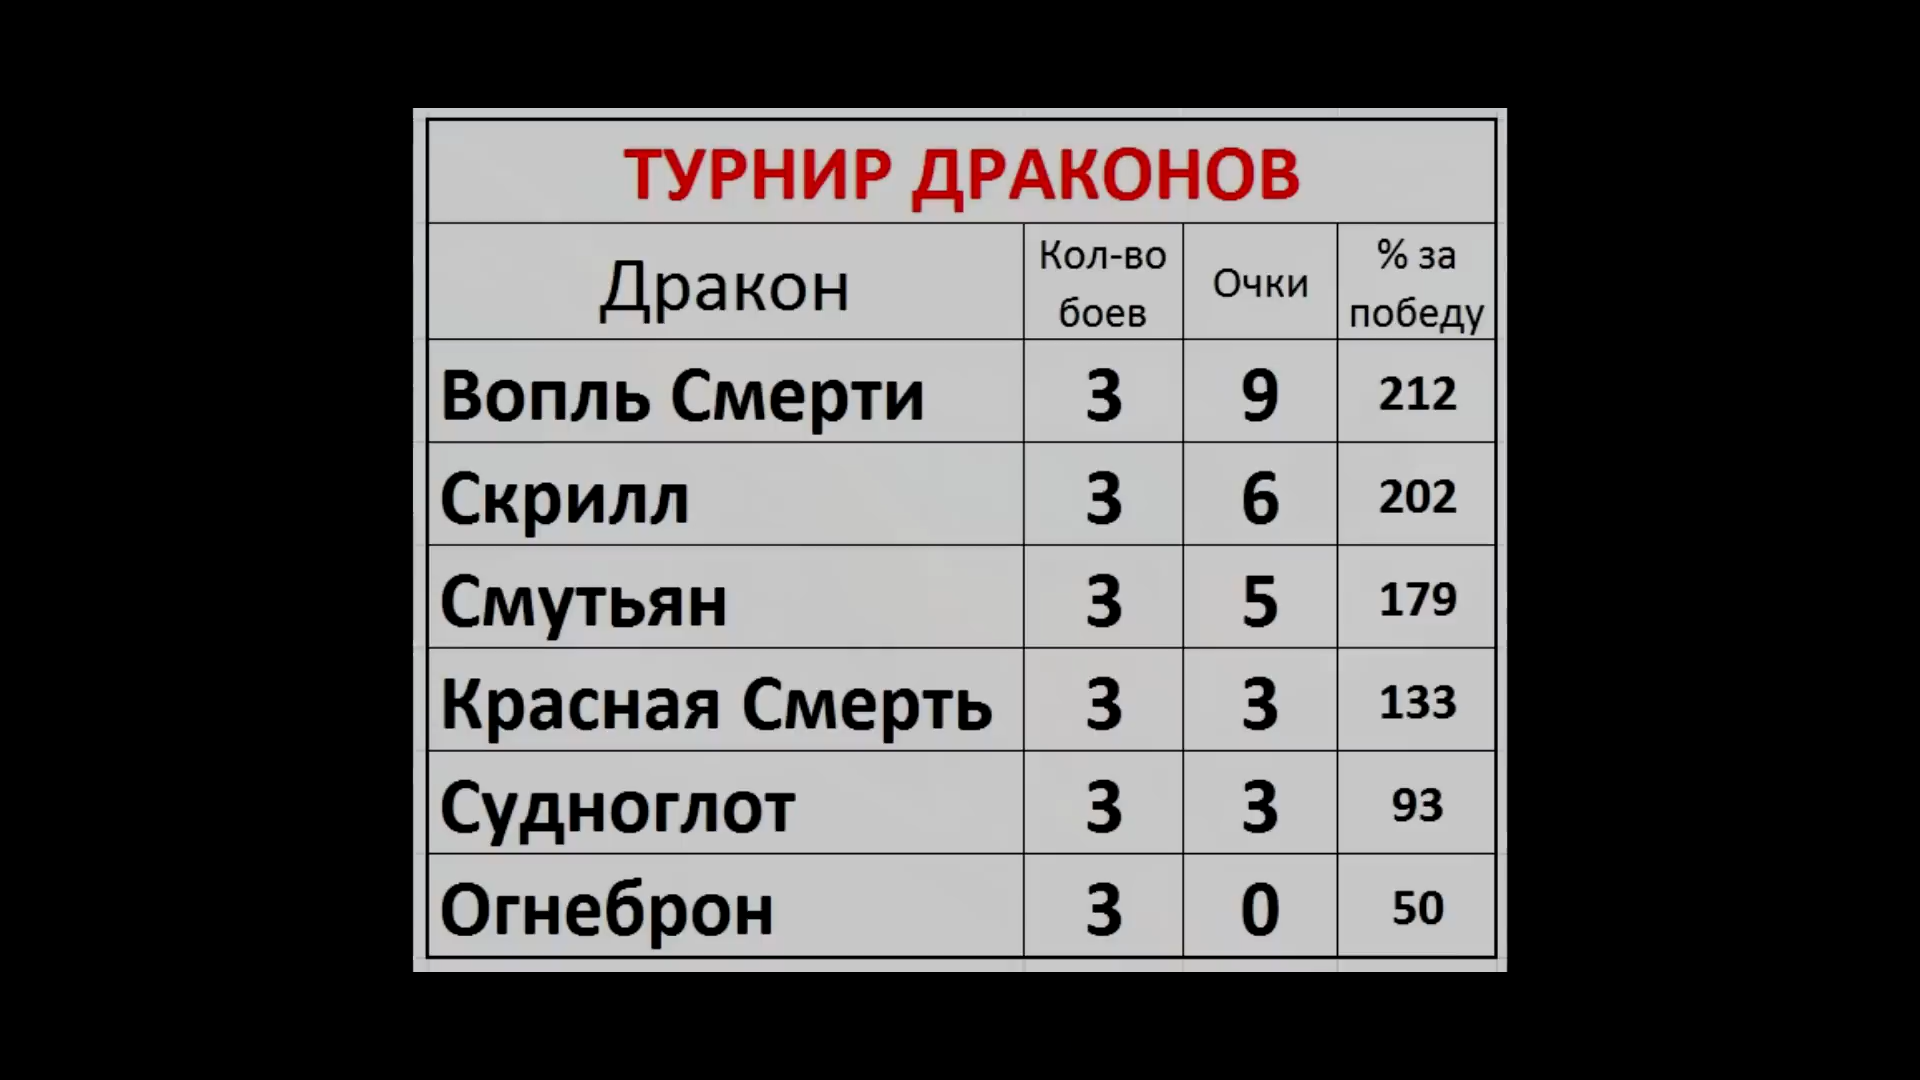 ТУРНИР ДРАКОНОВ
Дракон Кол-во боев Очки % за победу
Вопль Смерти 3 9 212
Скрилл 3 6 202
Смутьян 3 5 179
Красная Смерть 3 3 133
Судноглот 3 3 93
Огнеброн 3 0 50